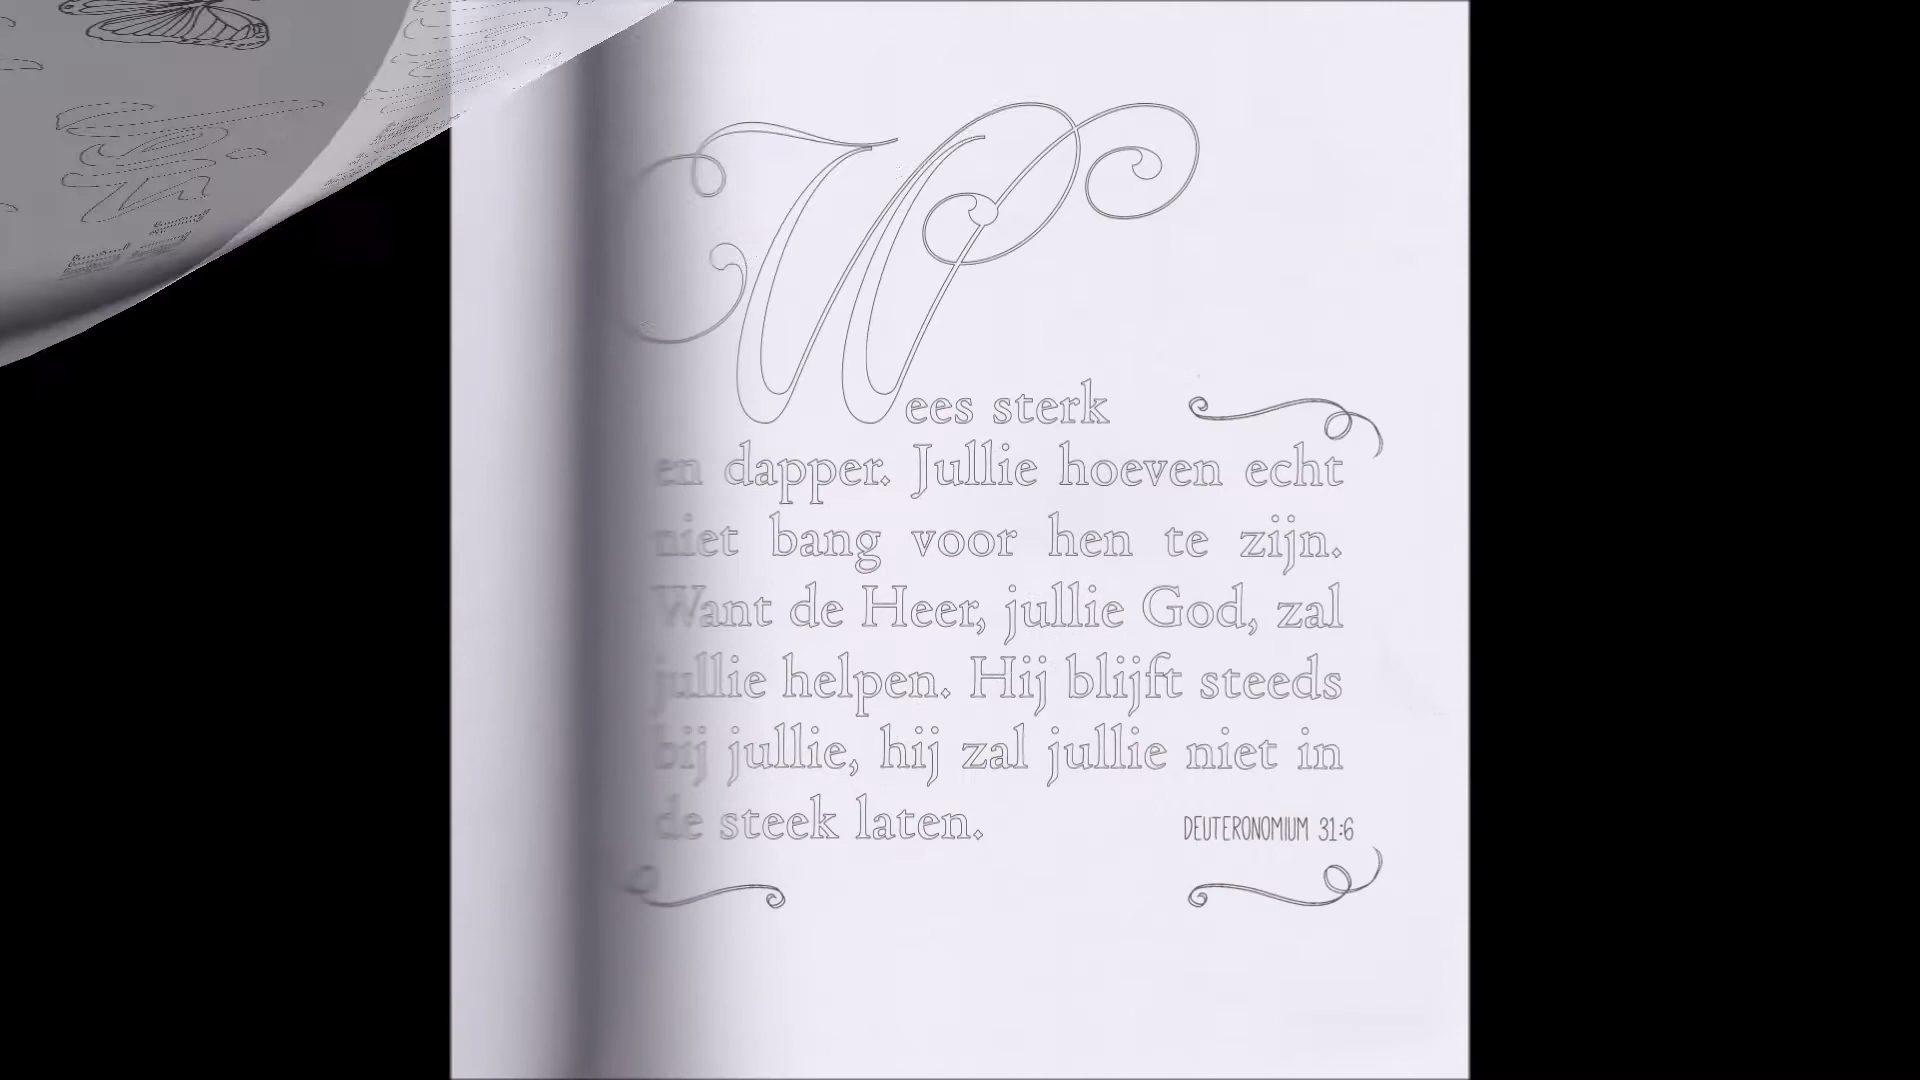 Wees sterk
en dapper. Jullie hoeven echt
niet bang voor hen te zijn.
Want de Heer, jullie God, zal
jullie helpen. Hij blijft steeds
bij jullie, hij zal jullie niet in
de steek laten.
DEUTERONOMIUM 31:6